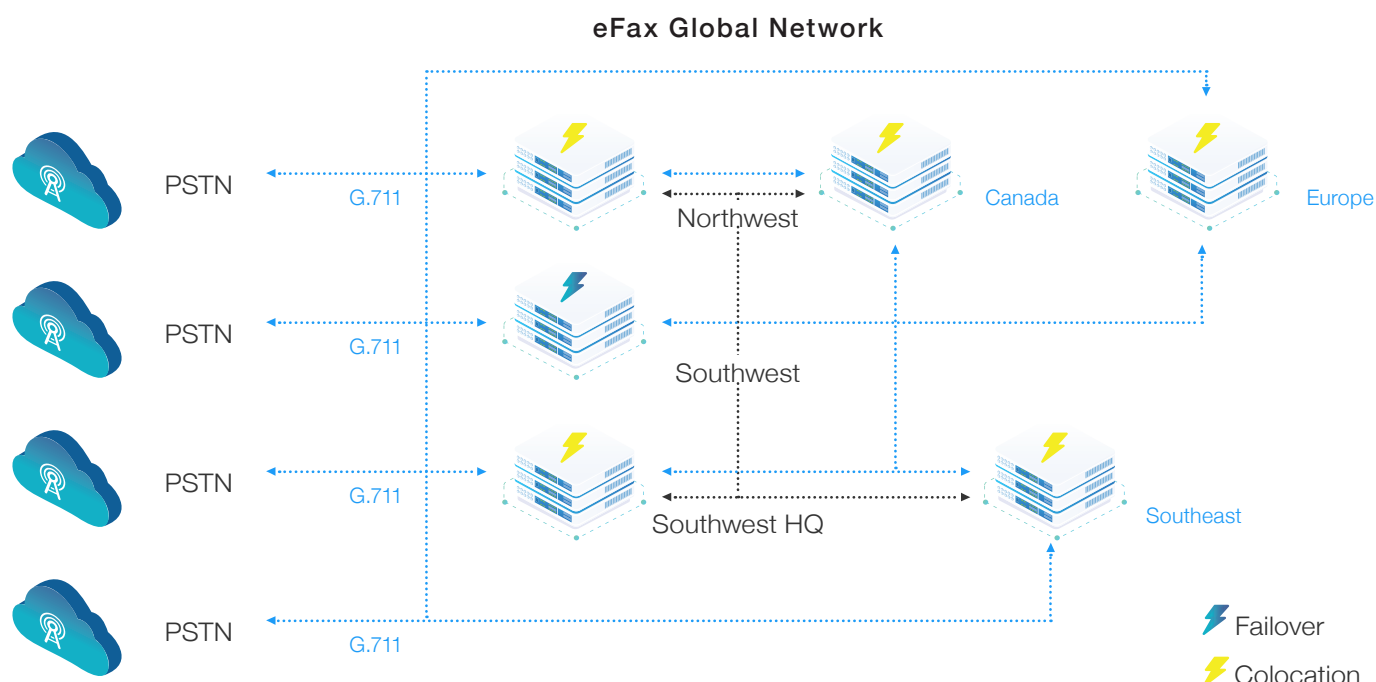 eFax Global Network
PSTN
G.711
Northwest
Canada
Europe
PSTN
G.711
Southwest
PSTN
G.711
Southwest HQ
Southeast
PSTN
G.711
Failover
Colocation